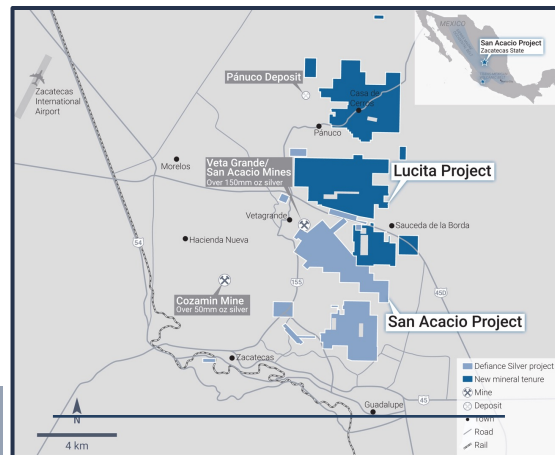 MEXICO
San Acacio Project
Zacatecas State
Pánuco Deposit
Zacatecas
International
Airport
Casa de
Cerros
Pánuco
Morelos
Veta Grande/
San Acacio Mines
Over 150mm oz silver
Lucita Project
Vetagrande
Sauceda de la Borda
54
Hacienda Nueva
155
45D
Cozamin Mine
Over 50mm oz silver
San Acacio Project
Zacatecas
Defiance Silver project
New mineral tenure
Mine
Deposit
Town
Road
Rail
N
Guadalupe
45
4 km